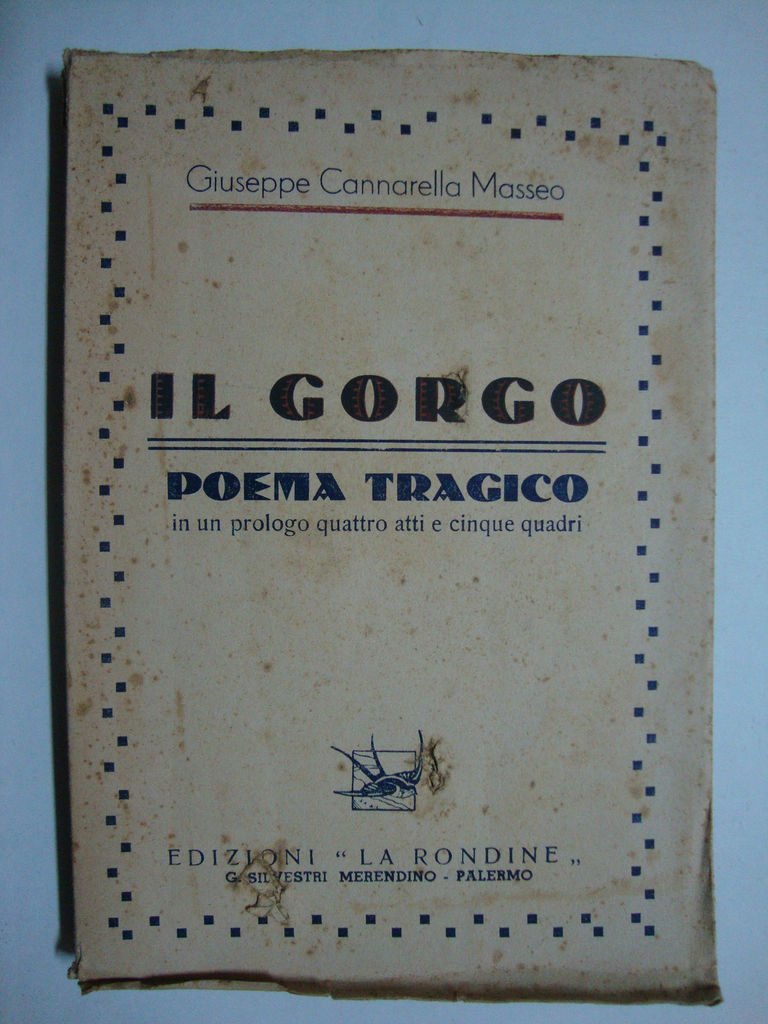 Giuseppe Cannarella Masseo
IL GORGO
POEMA TRAGICO
in un prologo quattro atti e cinque quadri
EDIZIONI “ LA RONDINE „
G. SILVESTRI MERENDINO - PALERMO